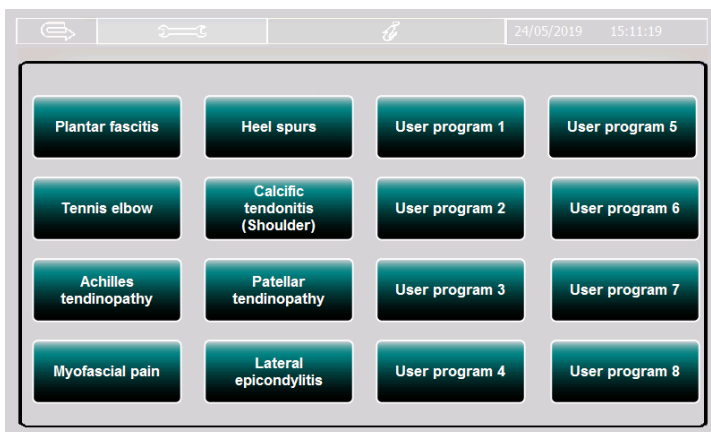 24/05/2019 15:11:19
Plantar fascitis
Heel spurs
User program 1
User program 5
Tennis elbow
Calcific
tendonitis
(Shoulder)
User program 2
User program 6
Achilles
tendinopathy
Patellar
tendinopathy
User program 3
User program 7
Myofascial pain
Lateral
epicondylitis
User program 4
User program 8